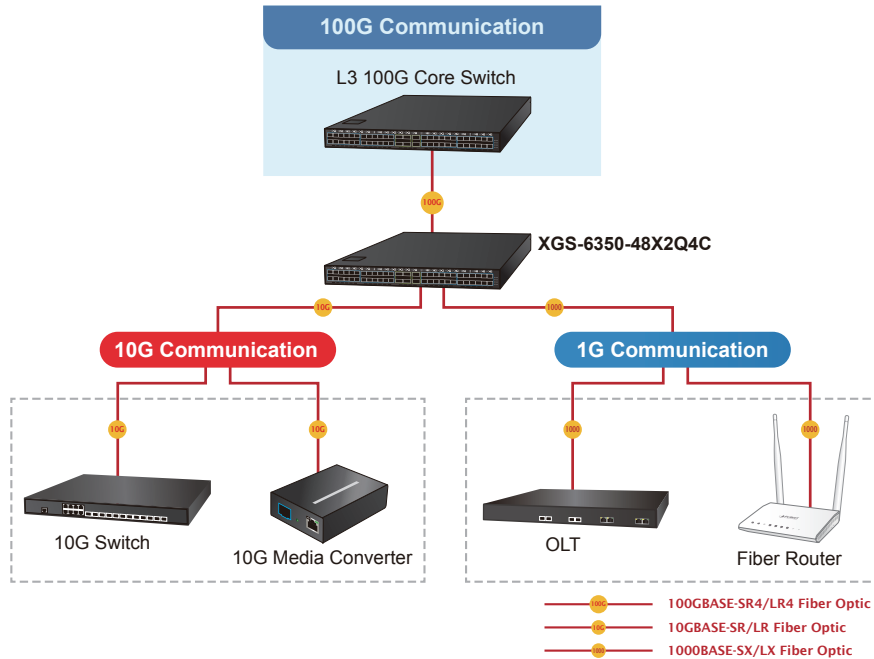 100G Communication
L3 100G Core Switch
100G
XGS-6350-48X2Q4C
10G
1000
10G Communication
1G Communication
10G
10G
1000
1000
10G Switch
10G Media Converter
OLT
Fiber Router
100G
100GBASE-SR4/LR4 Fiber Optic
10G
10GBASE-SR/LR Fiber Optic
1000
1000BASE-SX/LX Fiber Optic